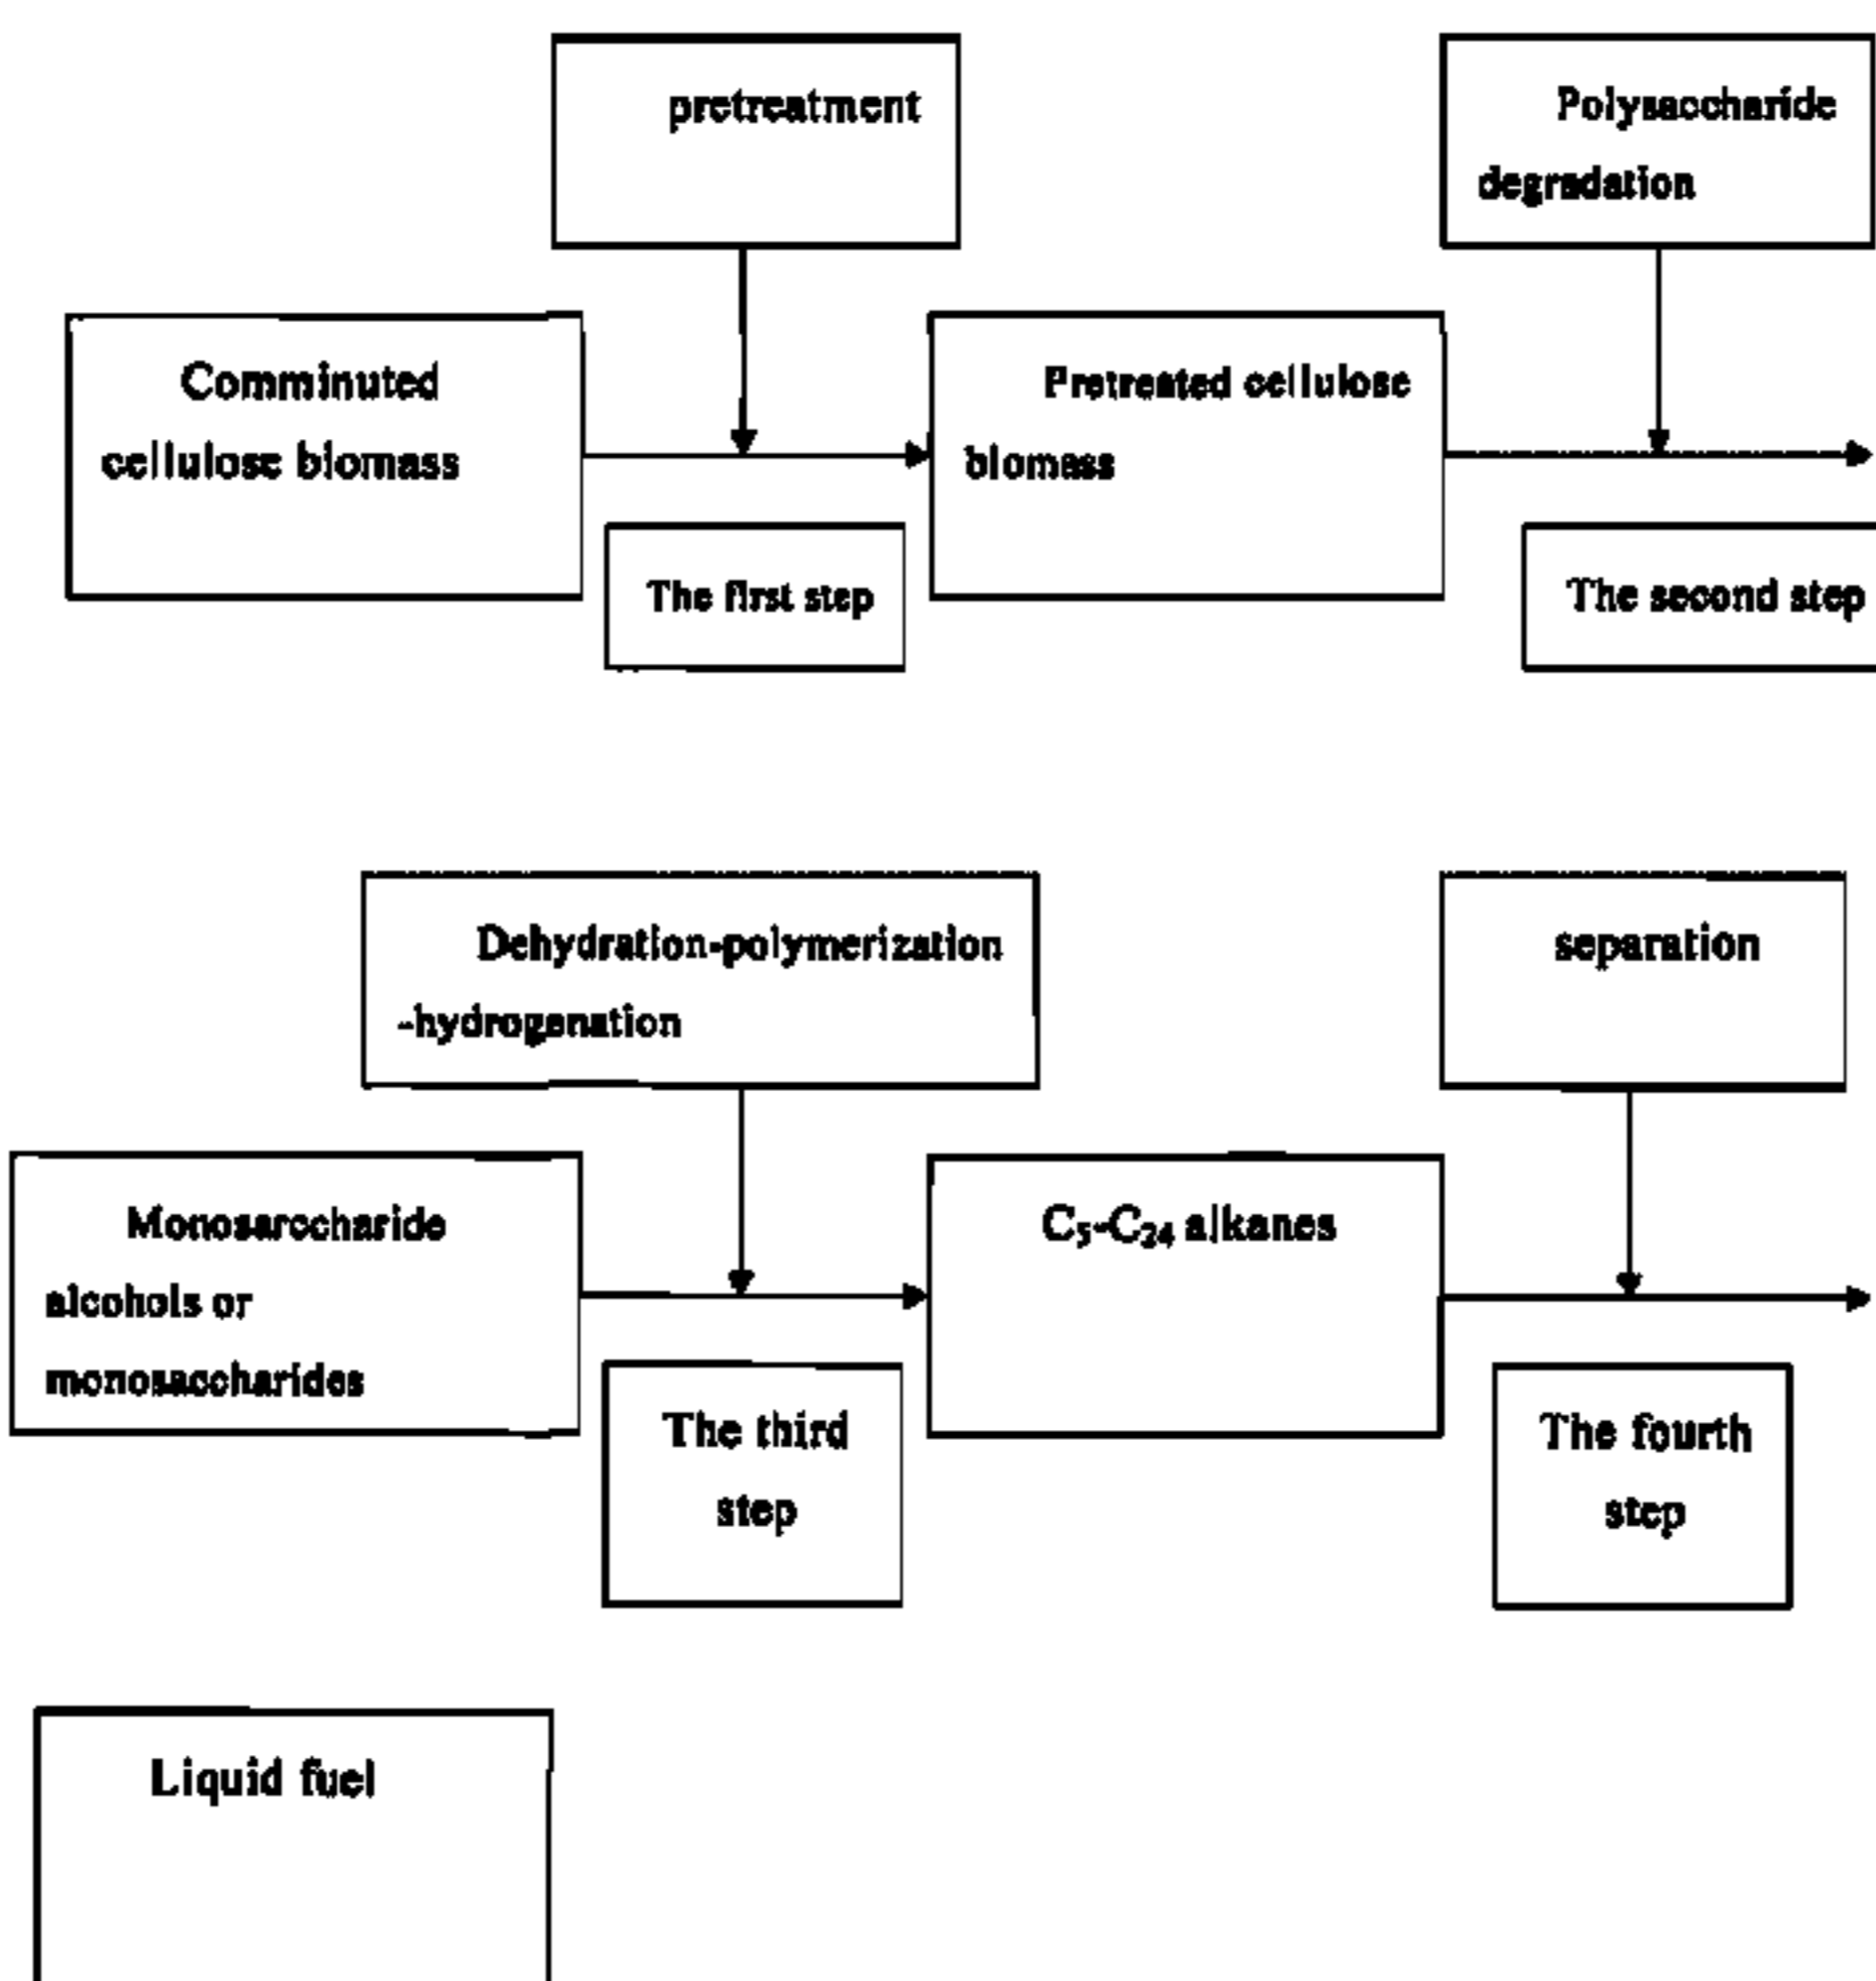 pretreatment
Polysaccharide
degradation
Comminuted
cellulose biomass
Pretreated cellulose
biomass
The first step
The second step
Dehydration-polymerization
-hydrogenation
separation
Monosarccharide
alcohols or
monosaccharides
C₅-C₂₄ alkanes
The third
step
The fourth
step
Liquid fuel